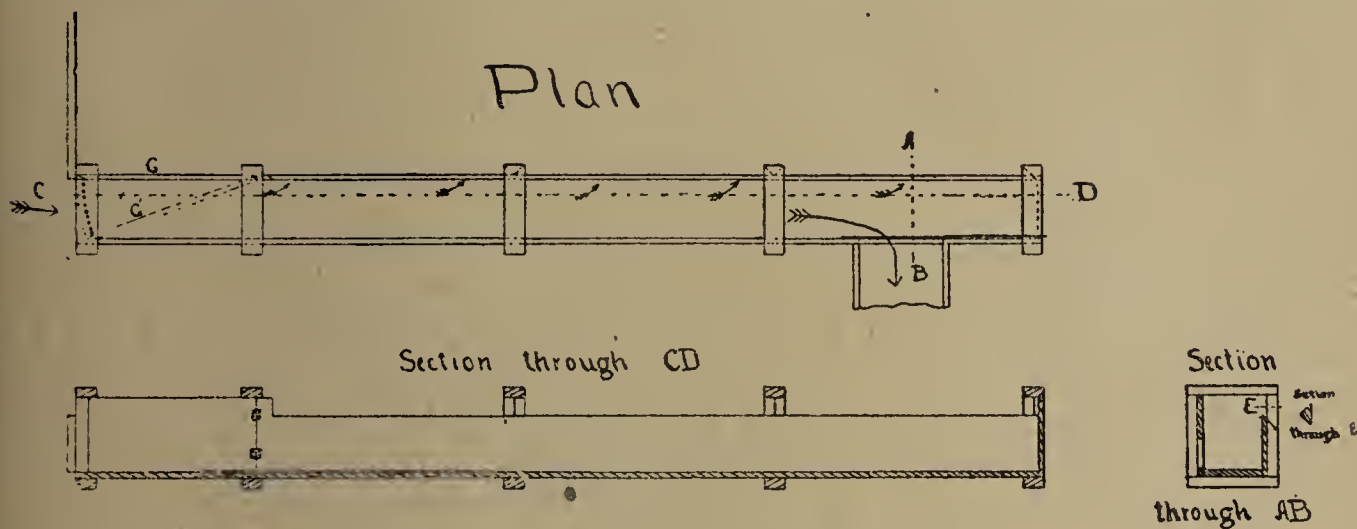 Plan
A
G
G
C
D
B
Section through CD
Section
E
Section
through E
through AB